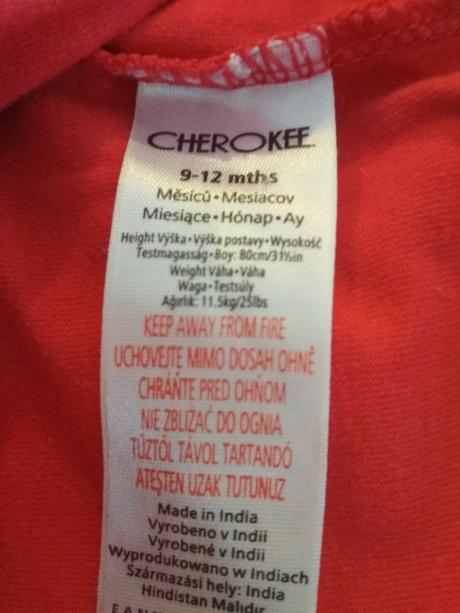 CHEROKEE
9-12 mths
Měsíců•Mesiacov
Miesiące•Hónap•Ay
Height Výška•Výška postavy•Wysokość
Testmagasság•Boy: 80cm/31½in
Weight Váha•Váha
Waga•Testsúly
Ağırlık: 11.5kg/25lbs
KEEP AWAY FROM FIRE
UCHOVEJTE MIMO DOSAH OHNĚ
CHRÁŇTE PRED OHŇOM
NIE ZBLIŻAĆ DO OGNIA
TŰZTŐL TÁVOL TARTANDÓ
ATEŞTEN UZAK TUTUNUZ
Made in India
Vyrobeno v Indii
Vyrobené v Indii
Wyprodukowano w Indiach
Származási hely: India
Hindistan Malıdır